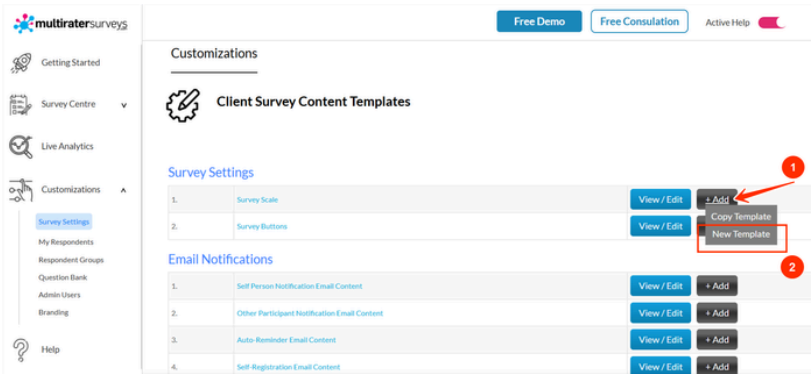 multiratersurveys
Free Demo
Free Consulation
Active Help
Getting Started
Survey Centre
Live Analytics
Customizations
Survey Settings
My Respondents
Respondent Groups
Question Bank
Admin Users
Branding
Help
Customizations
Client Survey Content Templates
Survey Settings
1
1. Survey Scale View / Edit + Add
Copy Template
2. Survey Buttons View / Edit
New Template
2
Email Notifications
1. Self Person Notification Email Content View / Edit + Add
2. Other Participant Notification Email Content View / Edit + Add
3. Auto-Reminder Email Content View / Edit + Add
4. Self-Registration Email Content View / Edit + Add